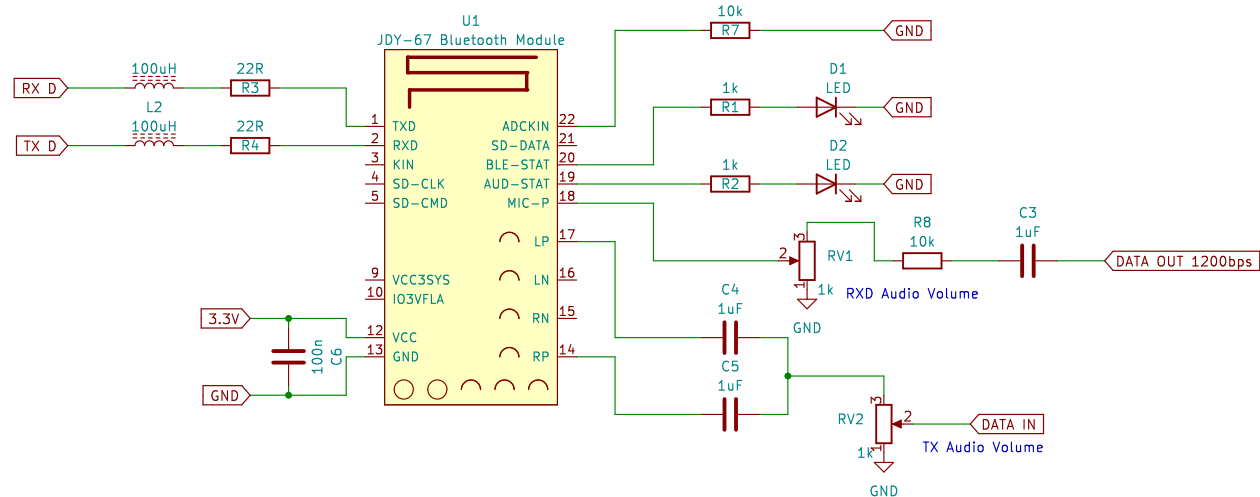 U1
JDY-67 Bluetooth Module
10k
R7
GND
RX D
100uH
22R
R3
L2
TX D
100uH
22R
R4
1 TXD
2 RXD
3 KIN
4 SD-CLK
5 SD-CMD
9 VCC3SYS
10 IO3VFLA
12 VCC
13 GND
ADCKIN 22
SD-DATA 21
BLE-STAT 20
AUD-STAT 19
MIC-P 18
LP 17
LN 16
RN 15
RP 14
1k
R1
D1
LED
GND
1k
R2
D2
LED
GND
3
2
1
RV1
1k
GND
RXD Audio Volume
R8
10k
C3
1uF
DATA OUT 1200bps
3.3V
100n
C6
GND
C4
1uF
C5
1uF
3
2
1
RV2
1k
GND
DATA IN
TX Audio Volume